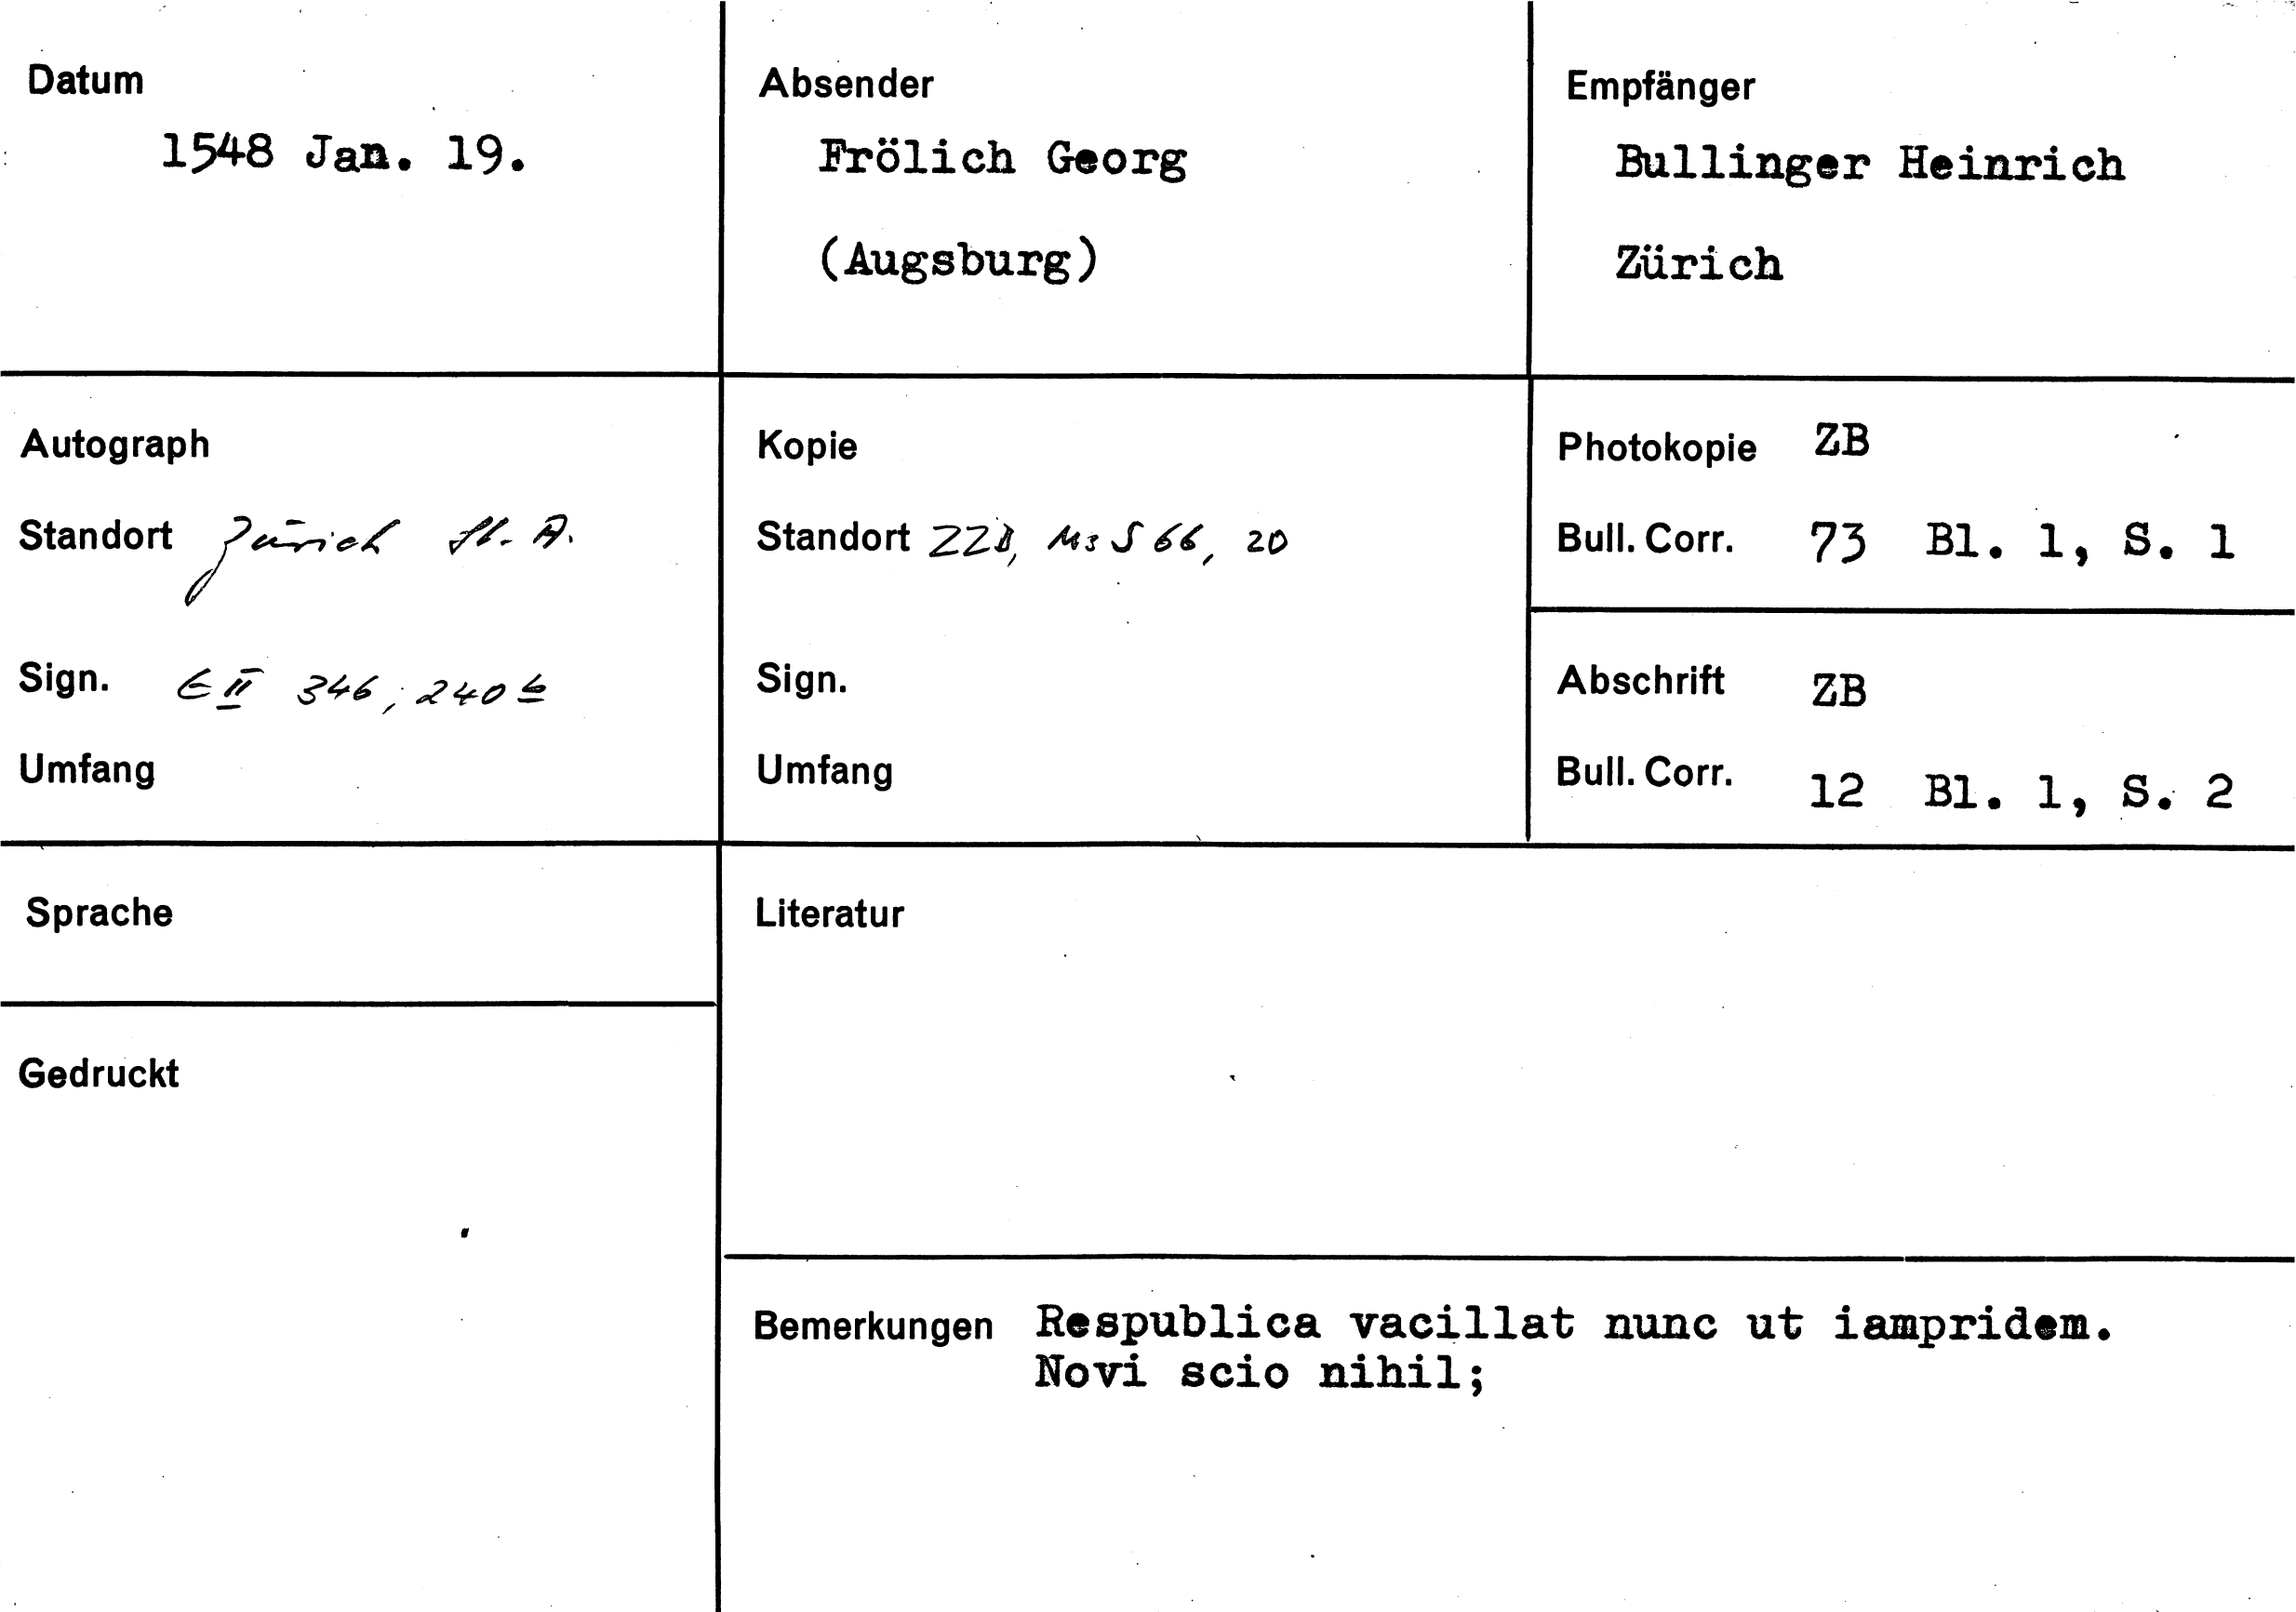 Datum
1548 Jan. 19.
Absender
Frölich Georg
(Augsburg)
Empfänger
Bullinger Heinrich
Zürich
Autograph
Standort Zürich St. A.
Sign. E II 346, 240 b
Umfang
Kopie
Standort ZZB, Ms S 66, 20
Sign.
Umfang
Photokopie ZB
Bull. Corr. 73 Bl. 1, S. 1
Abschrift ZB
Bull. Corr. 12 Bl. 1, S. 2
Sprache
Gedruckt
Literatur
Bemerkungen Respublica vacillat nunc ut iampridem.
Novi scio nihil;